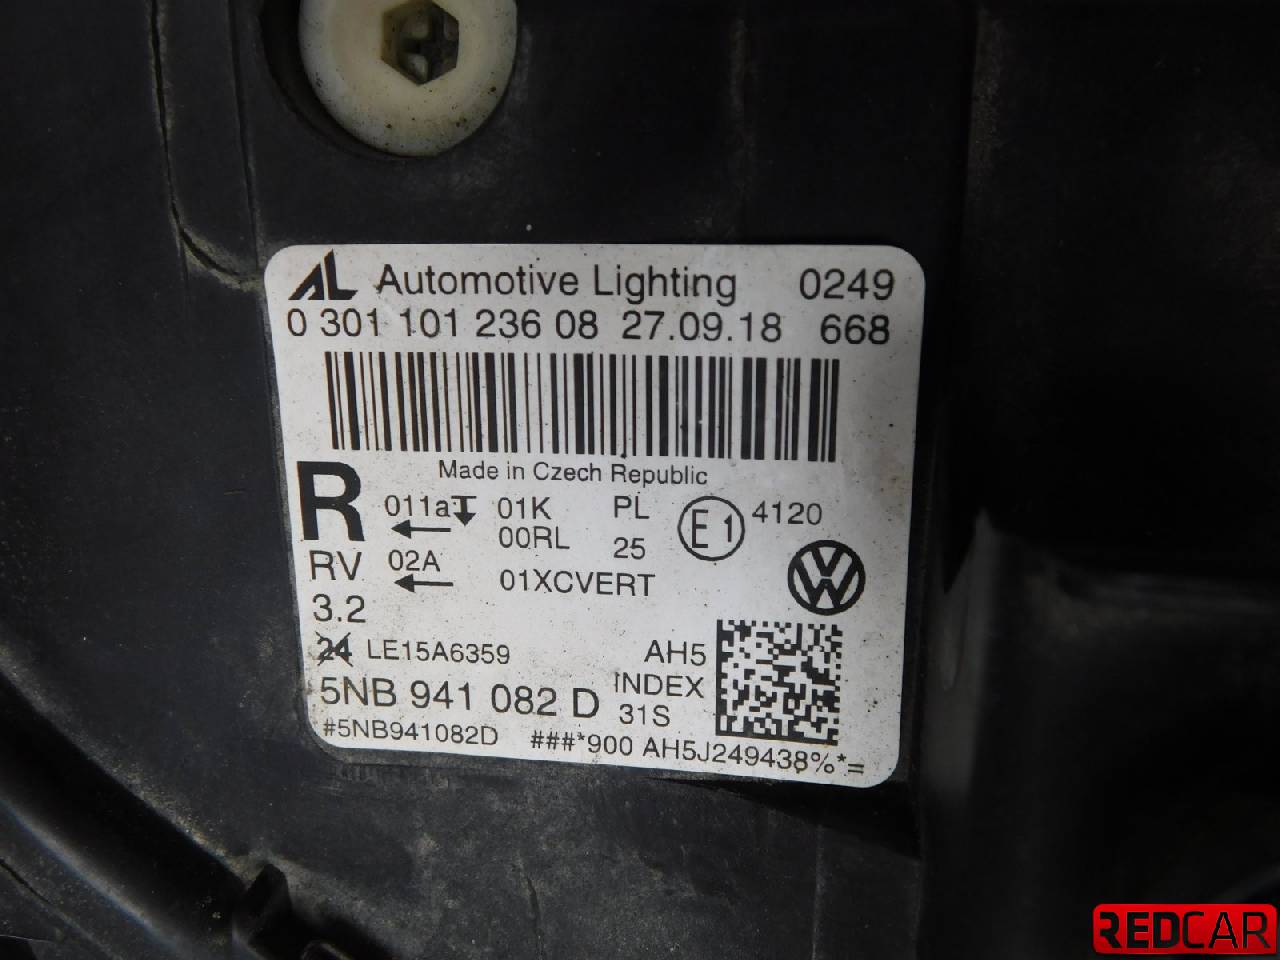 AL Automotive Lighting 0249
0 301 101 236 08 27.09.18 668
Made in Czech Republic
R 011a 01K PL E1 4120
00RL 25
RV 02A 01XCVERT
3.2
24 LE15A6359 AH5
5NB 941 082 D INDEX
31S
#5NB941082D ###*900 AH5J249438%*=
REDCAR